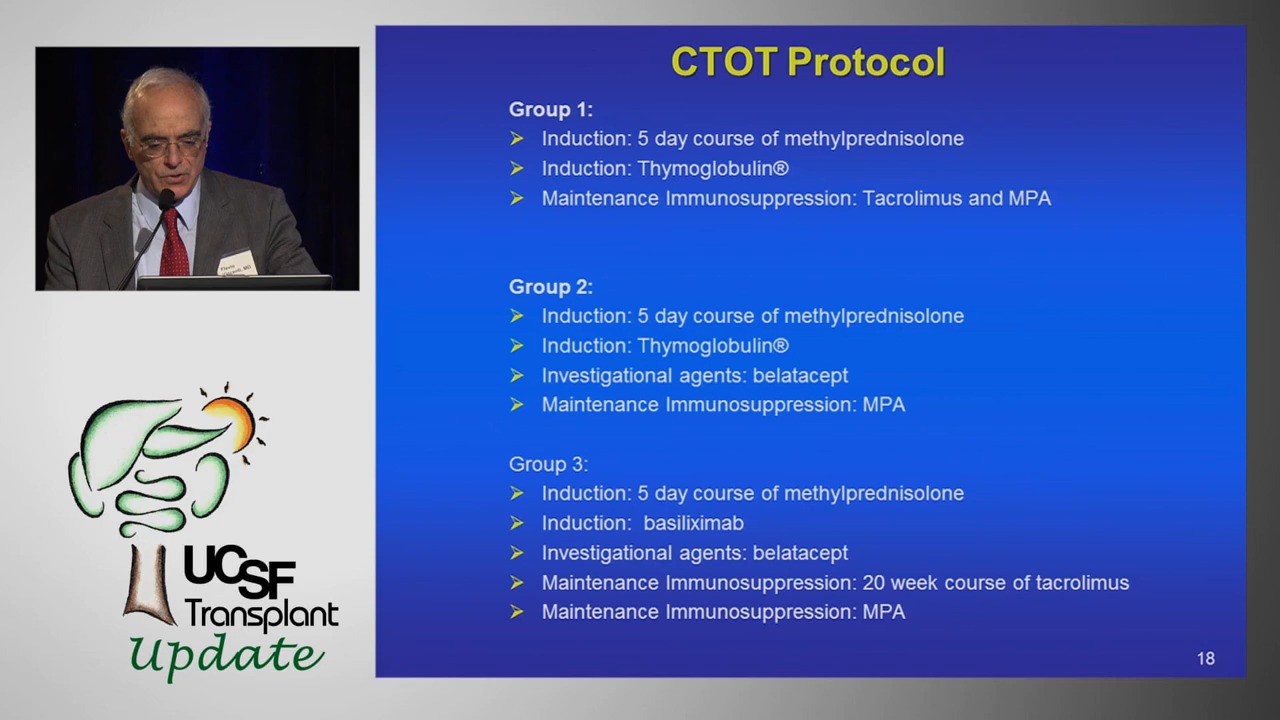 CTOT Protocol
Group 1:
Induction: 5 day course of methylprednisolone
Induction: Thymoglobulin®
Maintenance Immunosuppression: Tacrolimus and MPA
Group 2:
Induction: 5 day course of methylprednisolone
Induction: Thymoglobulin®
Investigational agents: belatacept
Maintenance Immunosuppression: MPA
Group 3:
Induction: 5 day course of methylprednisolone
Induction: basiliximab
Investigational agents: belatacept
Maintenance Immunosuppression: 20 week course of tacrolimus
Maintenance Immunosuppression: MPA
18
UCSF
Transplant
Update
MD